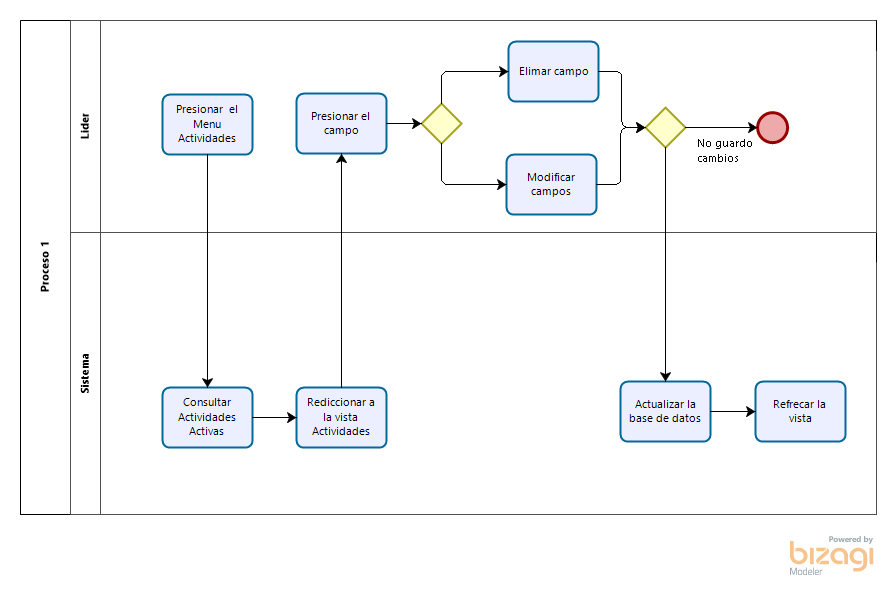 Proceso 1
Lider
Presionar el
Menu
Actividades
Presionar el
campo
Elimar campo
Modificar
campos
No guardo
cambios
Sistema
Consultar
Actividades
Activas
Rediccionar a
la vista
Actividades
Actualizar la
base de datos
Refrecar la
vista
Powered by
bizagi
Modeler